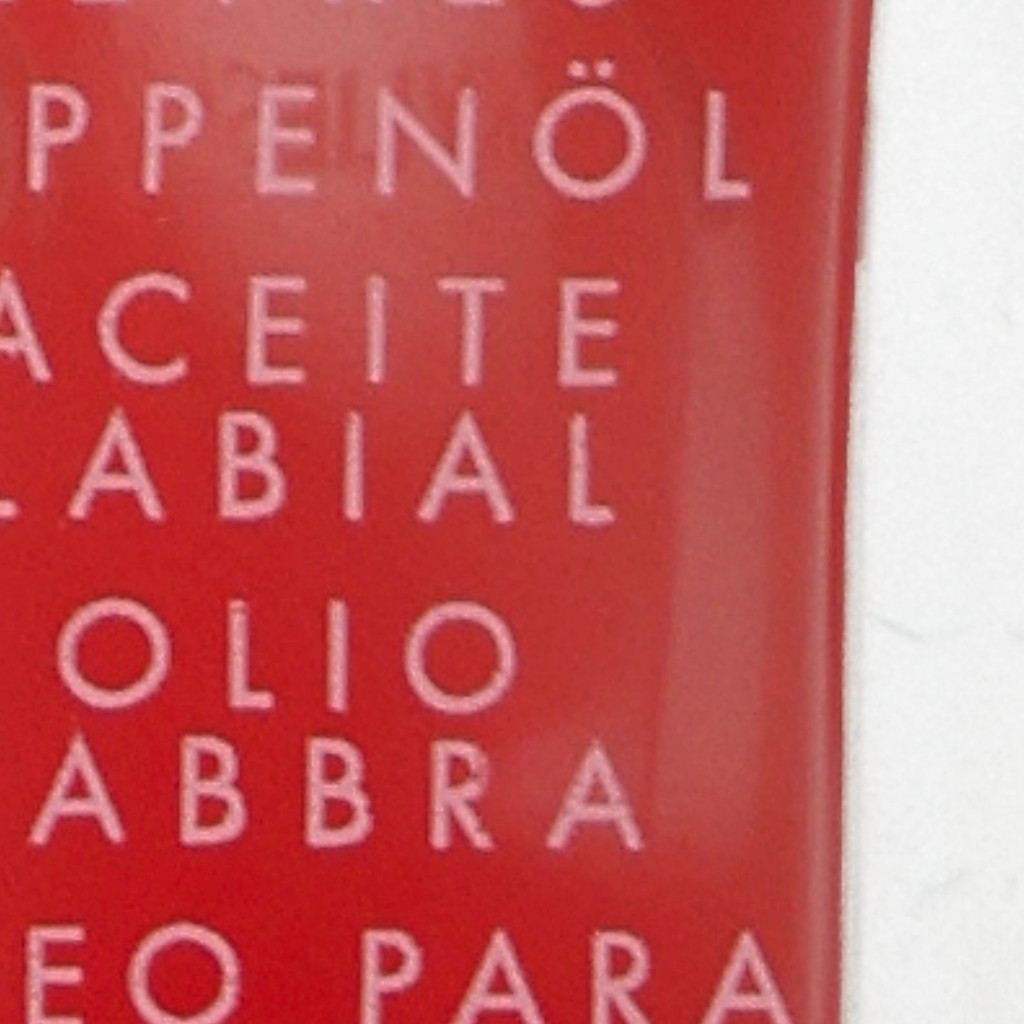 PPENÖL
ACEITE
LABIAL
OLIO
ABBRA
EO PARA